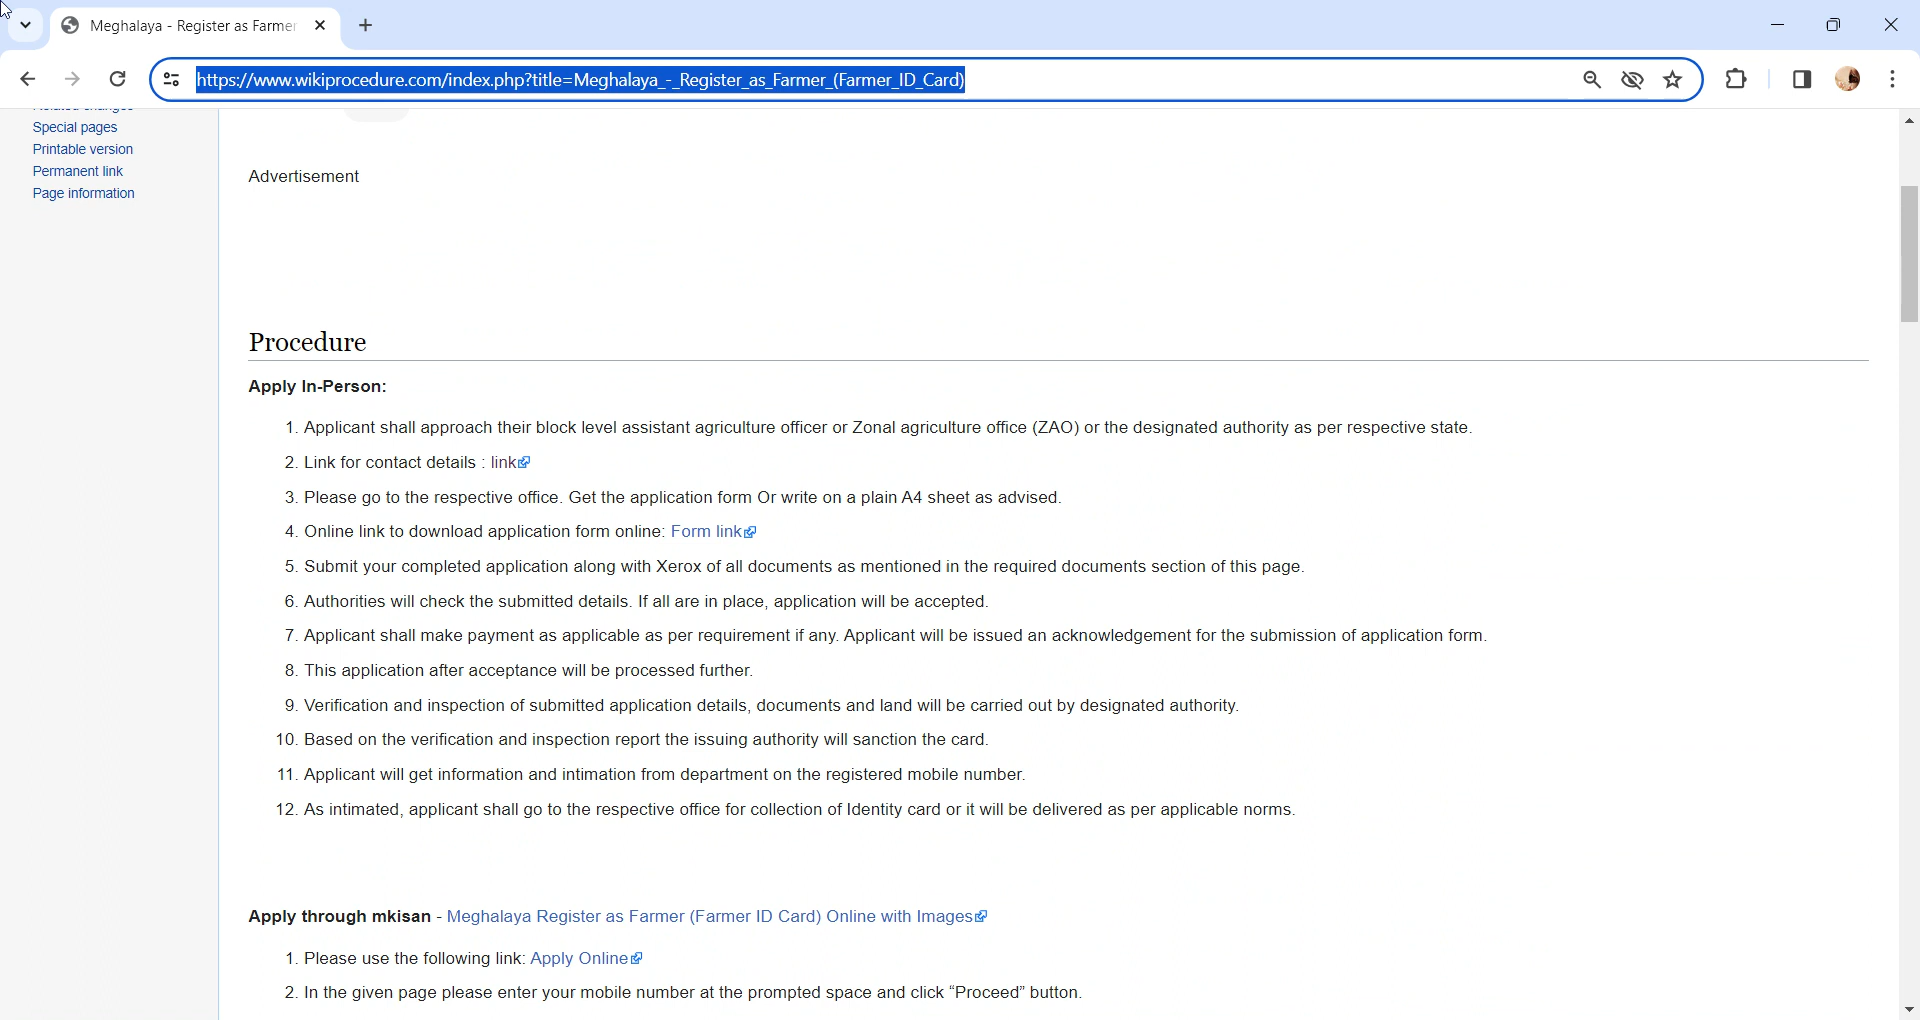 Meghalaya - Register as Farmer
https://www.wikiprocedure.com/index.php?title=Meghalaya_-_Register_as_Farmer_(Farmer_ID_Card)
Special pages
Printable version
Permanent link
Page information
Advertisement
Procedure
Apply In-Person:
1. Applicant shall approach their block level assistant agriculture officer or Zonal agriculture office (ZAO) or the designated authority as per respective state.
2. Link for contact details : link
3. Please go to the respective office. Get the application form Or write on a plain A4 sheet as advised.
4. Online link to download application form online: Form link
5. Submit your completed application along with Xerox of all documents as mentioned in the required documents section of this page.
6. Authorities will check the submitted details. If all are in place, application will be accepted.
7. Applicant shall make payment as applicable as per requirement if any. Applicant will be issued an acknowledgement for the submission of application form.
8. This application after acceptance will be processed further.
9. Verification and inspection of submitted application details, documents and land will be carried out by designated authority.
10. Based on the verification and inspection report the issuing authority will sanction the card.
11. Applicant will get information and intimation from department on the registered mobile number.
12. As intimated, applicant shall go to the respective office for collection of Identity card or it will be delivered as per applicable norms.
Apply through mkisan - Meghalaya Register as Farmer (Farmer ID Card) Online with Images
1. Please use the following link: Apply Online
2. In the given page please enter your mobile number at the prompted space and click “Proceed” button.